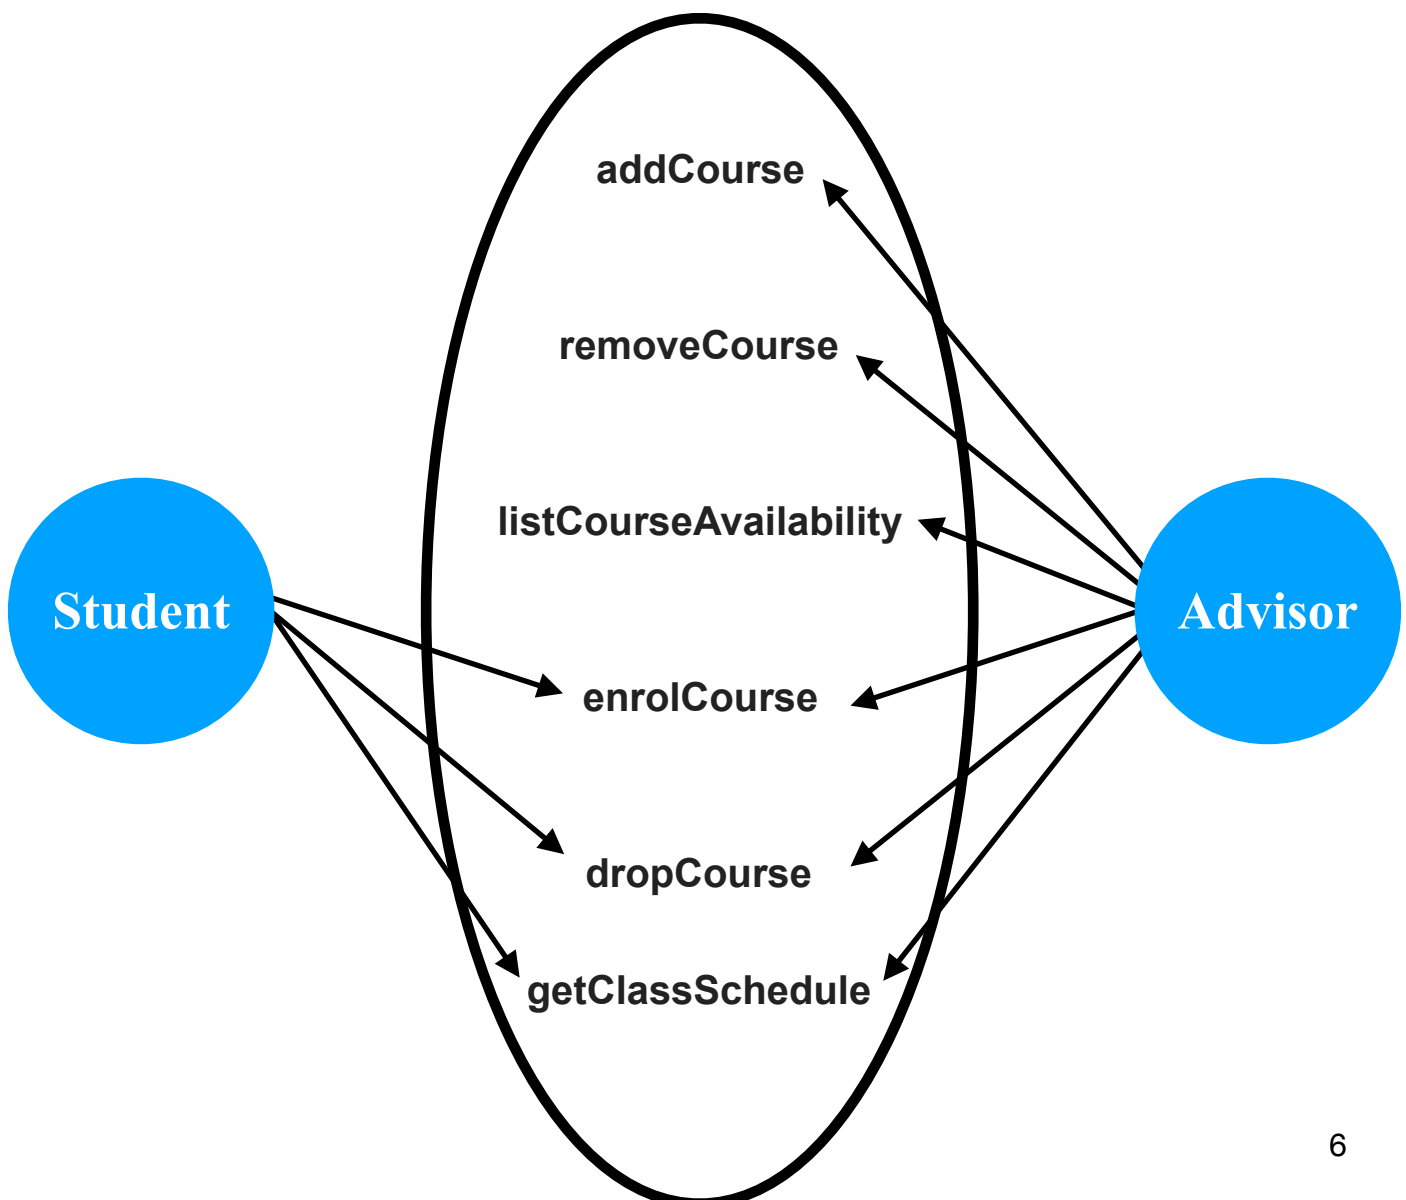 addCourse
removeCourse
listCourseAvailability
Student
Advisor
enrolCourse
dropCourse
getClassSchedule
6